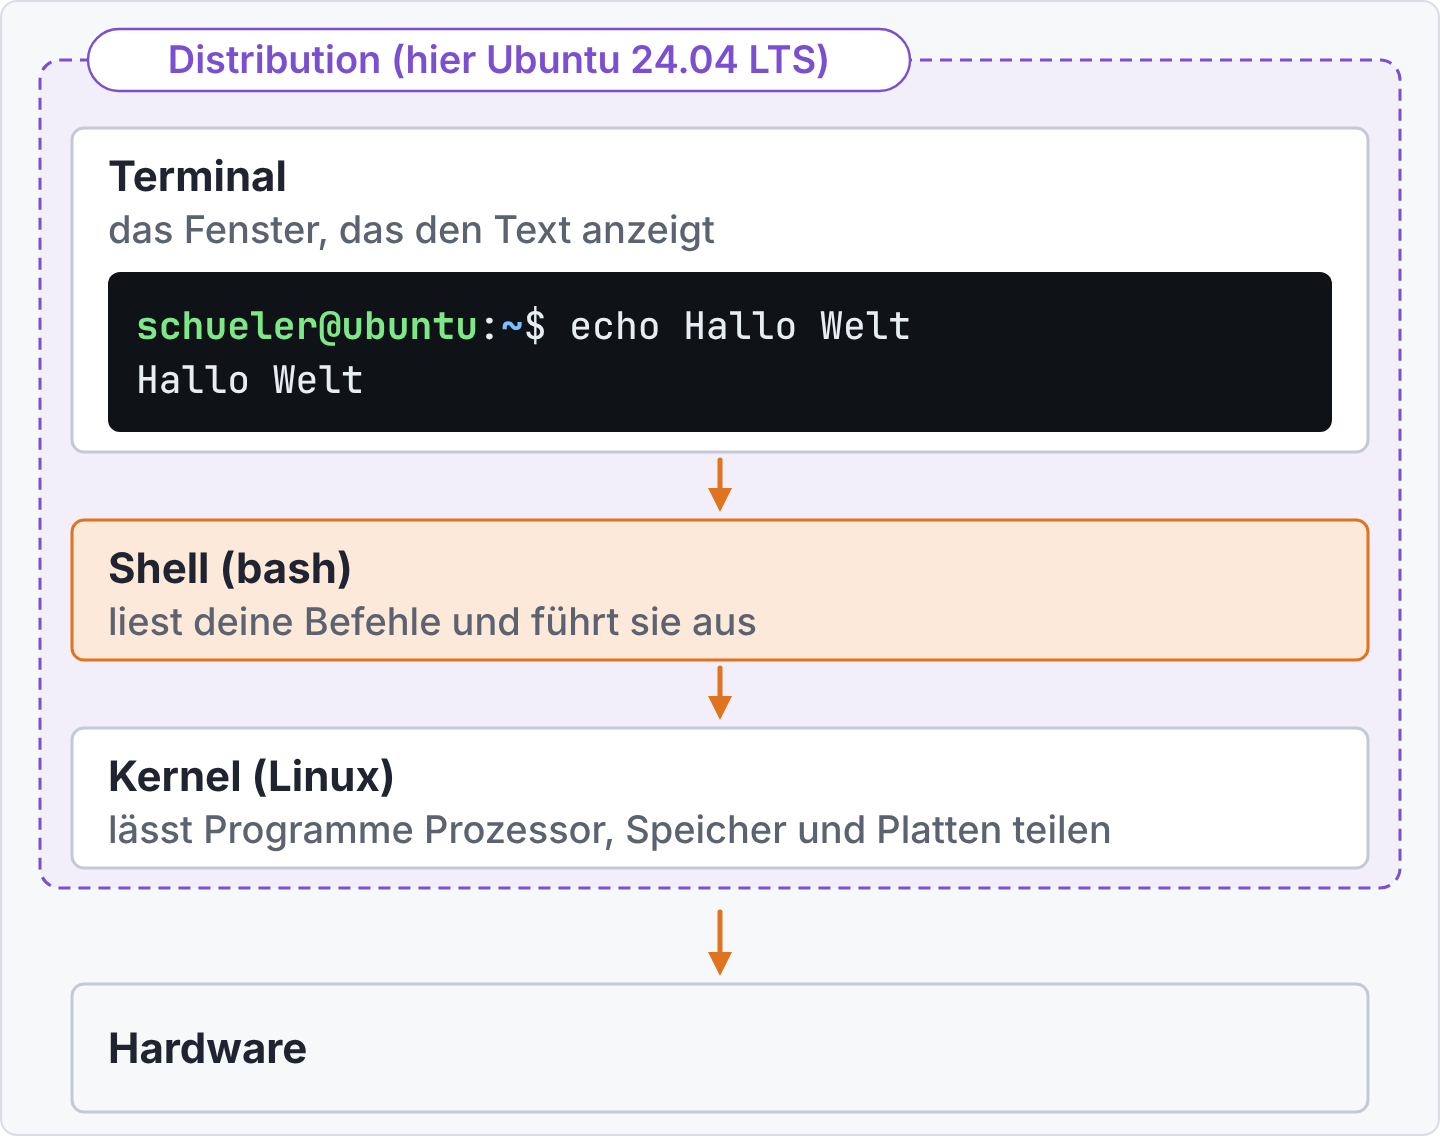 Distribution (hier Ubuntu 24.04 LTS)
Terminal
das Fenster, das den Text anzeigt
schueler@ubuntu:~$ echo Hallo Welt
Hallo Welt
Shell (bash)
liest deine Befehle und führt sie aus
Kernel (Linux)
lässt Programme Prozessor, Speicher und Platten teilen
Hardware